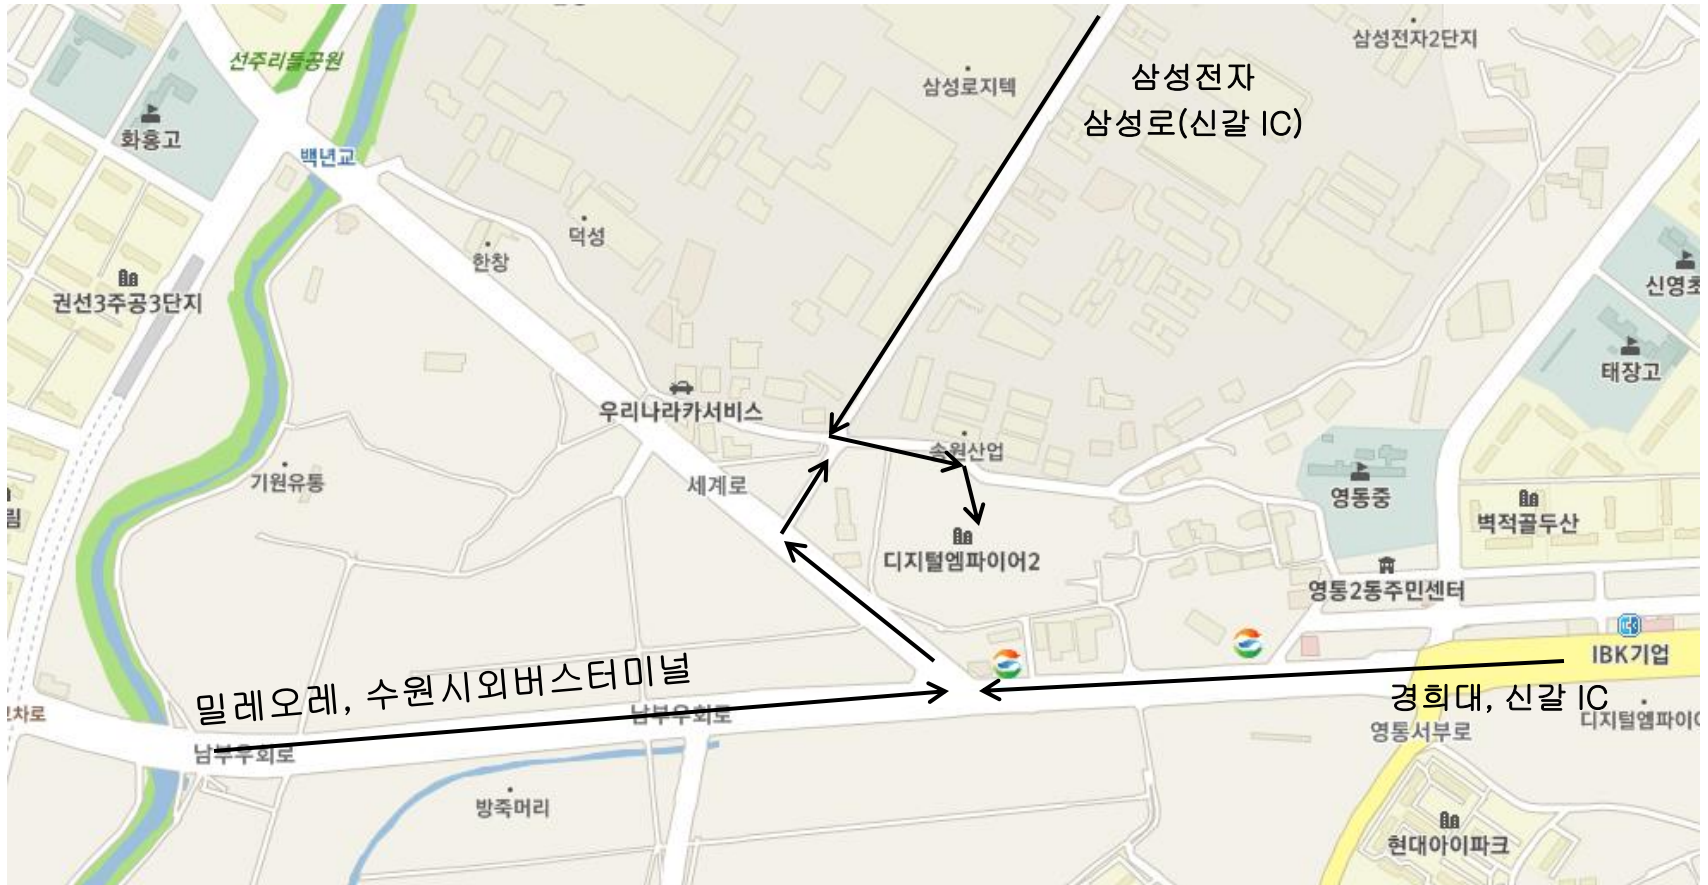 선주리들공원
삼성전자2단지
삼성로지텍
삼성전자
삼성로(신갈 IC)
화홍고
백년교
덕성
한창
권선3주공3단지
신영초
태장고
우리나라카서비스
송원산업
기원유통
세계로
영동중
벽적골두산
림
디지털엠파이어2
영통2동주민센터
IBK기업
밀레오레, 수원시외버스터미널
경희대, 신갈 IC
차로
남부우회로
디지털엠파이어
영통서부로
남부우회로
방죽머리
현대아이파크